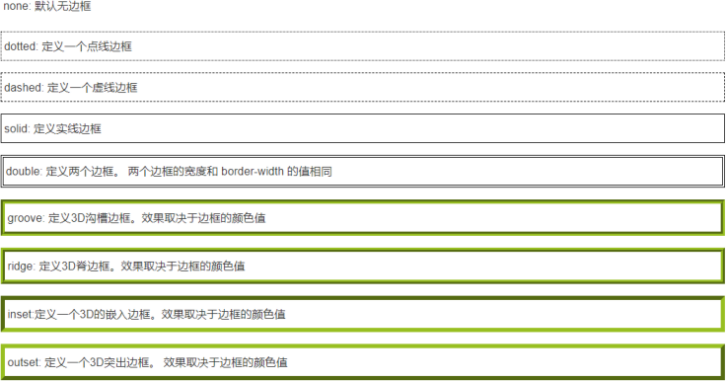 none: 默认无边框
dotted: 定义一个点线边框
dashed: 定义一个虚线边框
solid: 定义实线边框
double: 定义两个边框。 两个边框的宽度和 border-width 的值相同
groove: 定义3D沟槽边框。效果取决于边框的颜色值
ridge: 定义3D脊边框。效果取决于边框的颜色值
inset:定义一个3D的嵌入边框。效果取决于边框的颜色值
outset: 定义一个3D突出边框。 效果取决于边框的颜色值